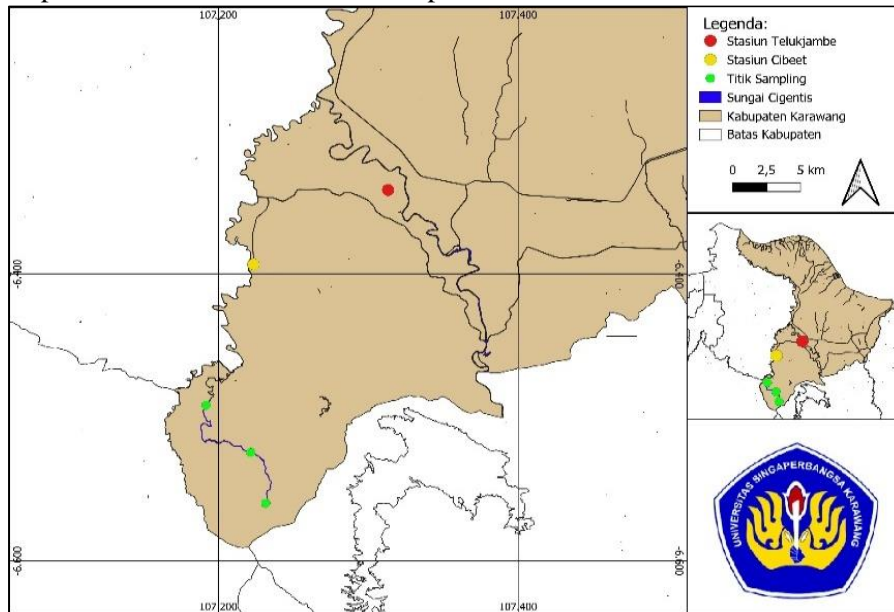 107,200
107,400
Legenda:
Stasiun Telukjambe
Stasiun Cibeet
Titik Sampling
Sungai Cigentis
Kabupaten Karawang
Batas Kabupaten
0 2,5 5 km
-6,400
-6,400
-6,600
-6,600
107,200
107,400
UNIVERSITAS SINGAPERBANGSA KARAWANG